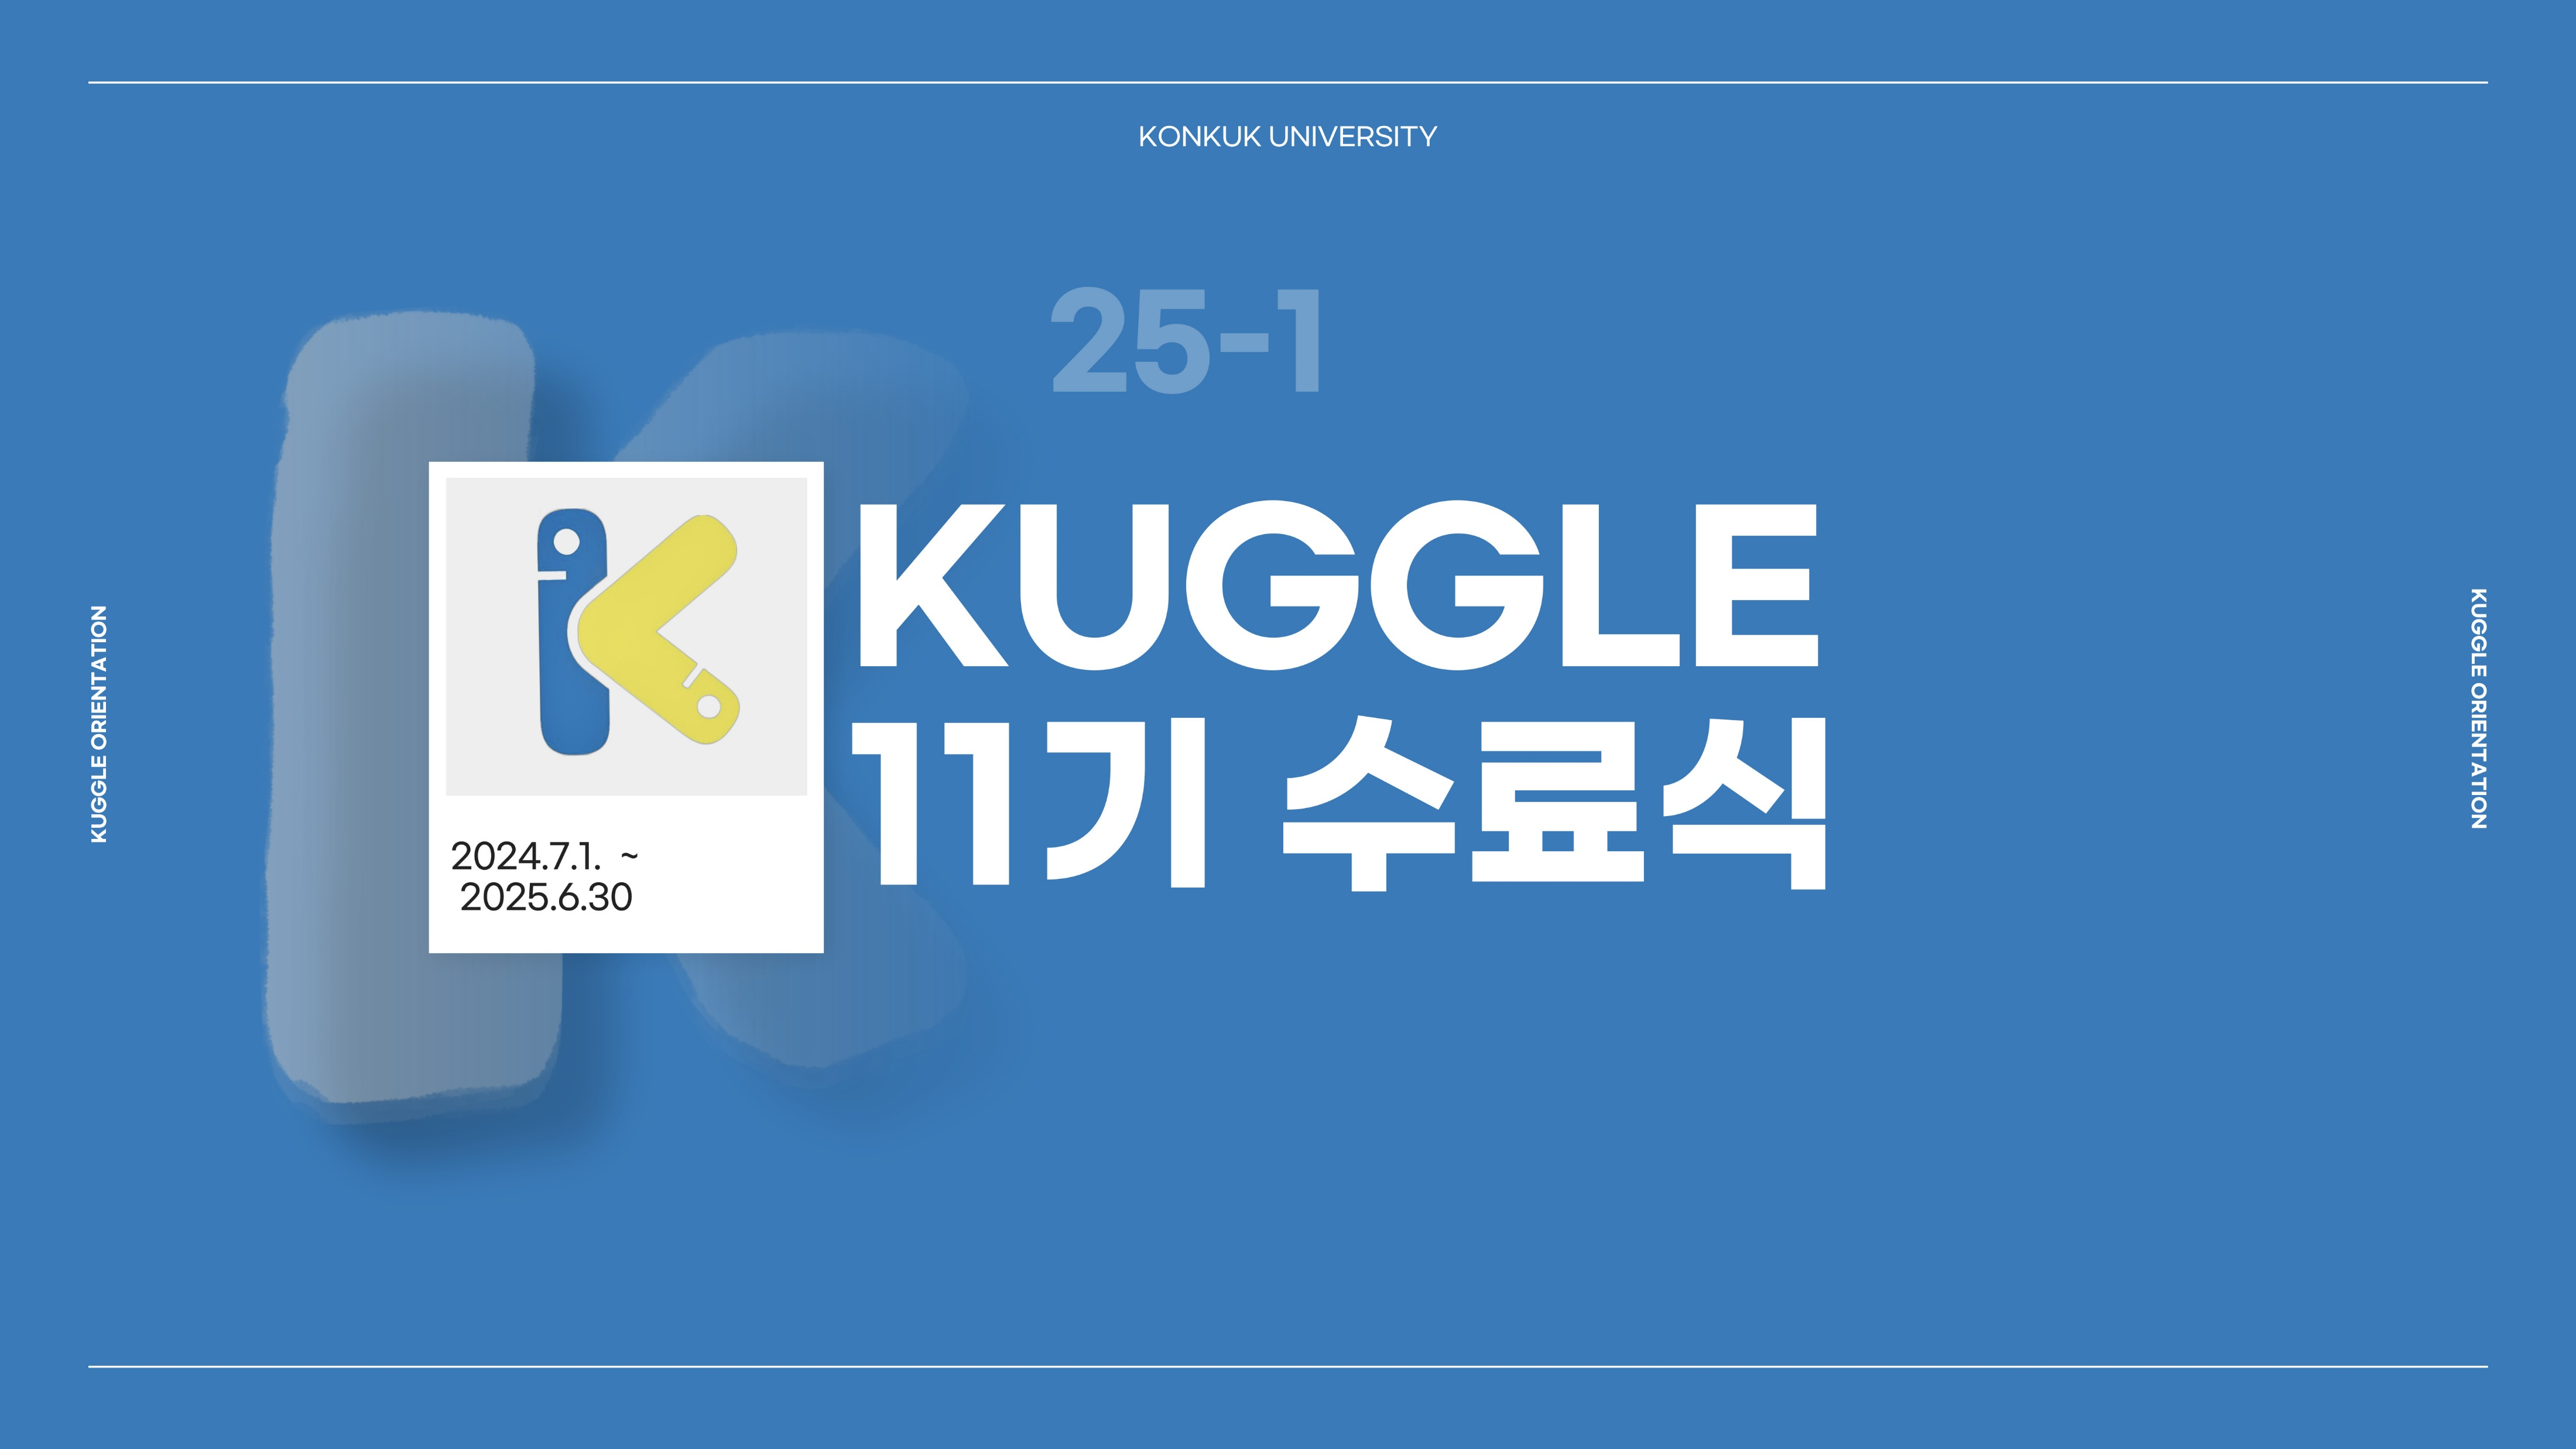 KONKUK UNIVERSITY
25-1
KUGGLE
11기 수료식
2024.7.1. ~
2025.6.30
KUGGLE ORIENTATION
KUGGLE ORIENTATION